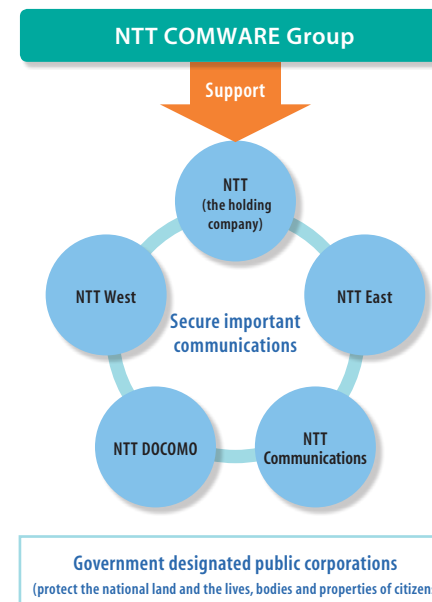 NTT COMWARE Group
Support
NTT
(the holding
company)
NTT West
NTT East
Secure important
communications
NTT DOCOMO
NTT
Communications
Government designated public corporations
(protect the national land and the lives, bodies and properties of citizens